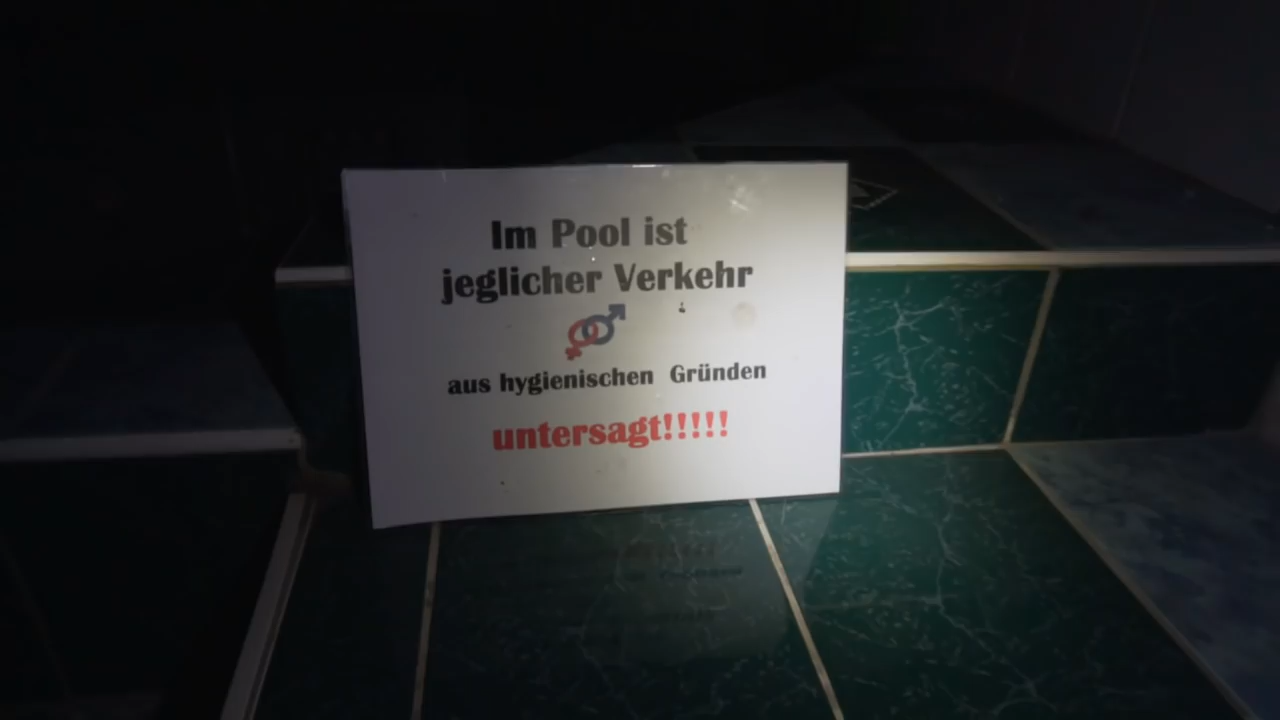 Im Pool ist
jeglicher Verkehr
aus hygienischen Gründen
untersagt!!!!!